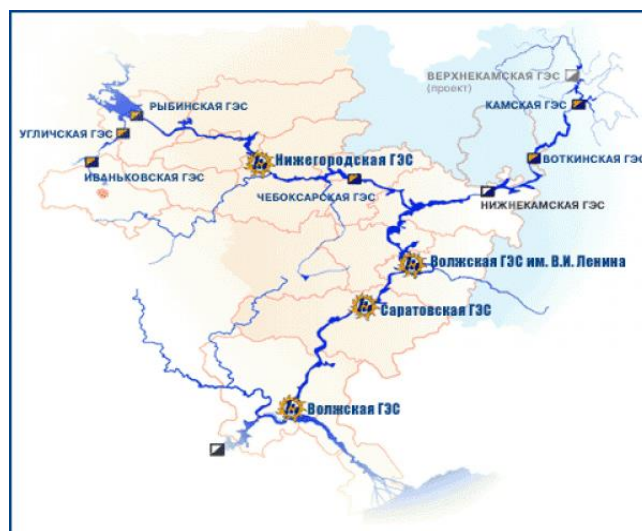 ВЕРХНЕКАМСКАЯ ГЭС
(проект)
РЫБИНСКАЯ ГЭС
КАМСКАЯ ГЭС
УГЛИЧСКАЯ ГЭС
Нижегородская ГЭС
ВОТКИНСКАЯ ГЭС
ИВАНЬКОВСКАЯ ГЭС
ЧЕБОКСАРСКАЯ ГЭС
НИЖНЕКАМСКАЯ ГЭС
Волжская ГЭС им. В.И. Ленина
Саратовская ГЭС
Волжская ГЭС